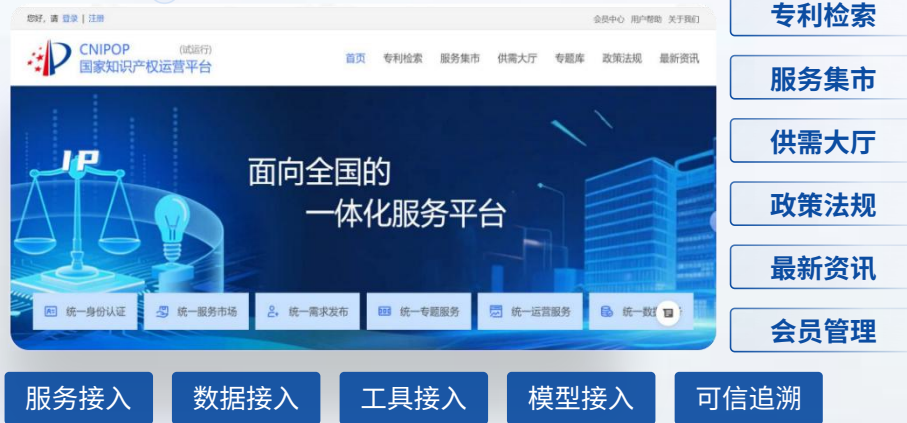 您好, 请 登录 | 注册
会员中心 用户帮助 关于我们
CNIPOP (试运行)
国家知识产权运营平台
首页 专利检索 服务集市 供需大厅 专题库 政策法规 最新资讯
IP
面向全国的
一体化服务平台
统一身份认证 统一服务市场 统一需求发布 统一专题服务 统一运营服务 统一数
专利检索
服务集市
供需大厅
政策法规
最新资讯
会员管理
服务接入 数据接入 工具接入 模型接入 可信追溯